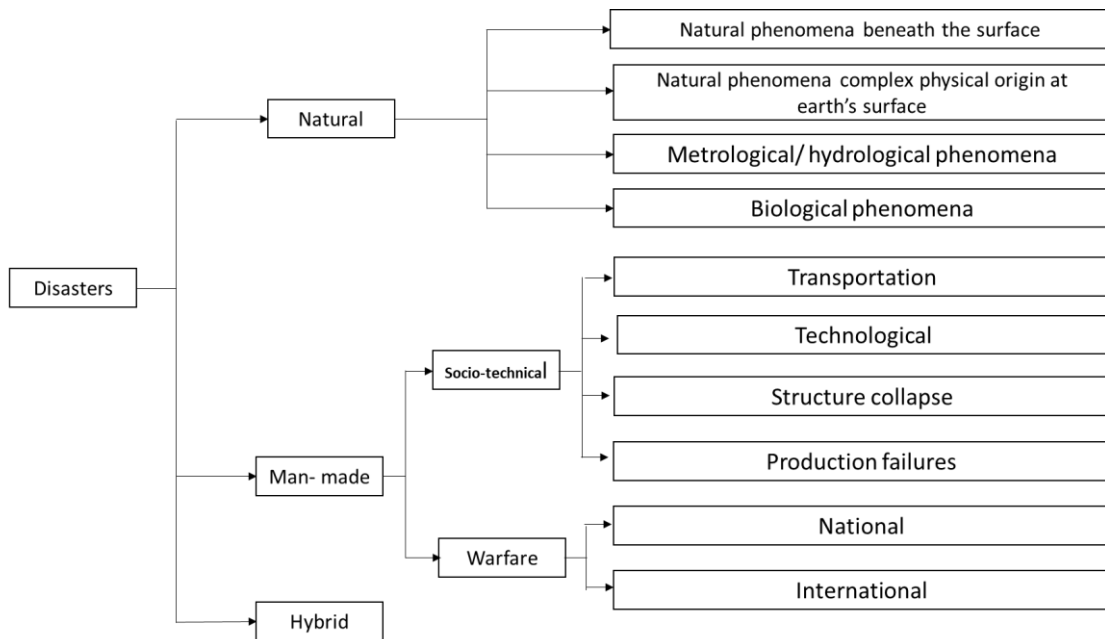 Natural phenomena beneath the surface
Natural phenomena complex physical origin at
earth's surface
Natural
Metrological/ hydrological phenomena
Biological phenomena
Disasters
Transportation
Technological
Socio-technical
Structure collapse
Man- made
Production failures
National
Warfare
International
Hybrid